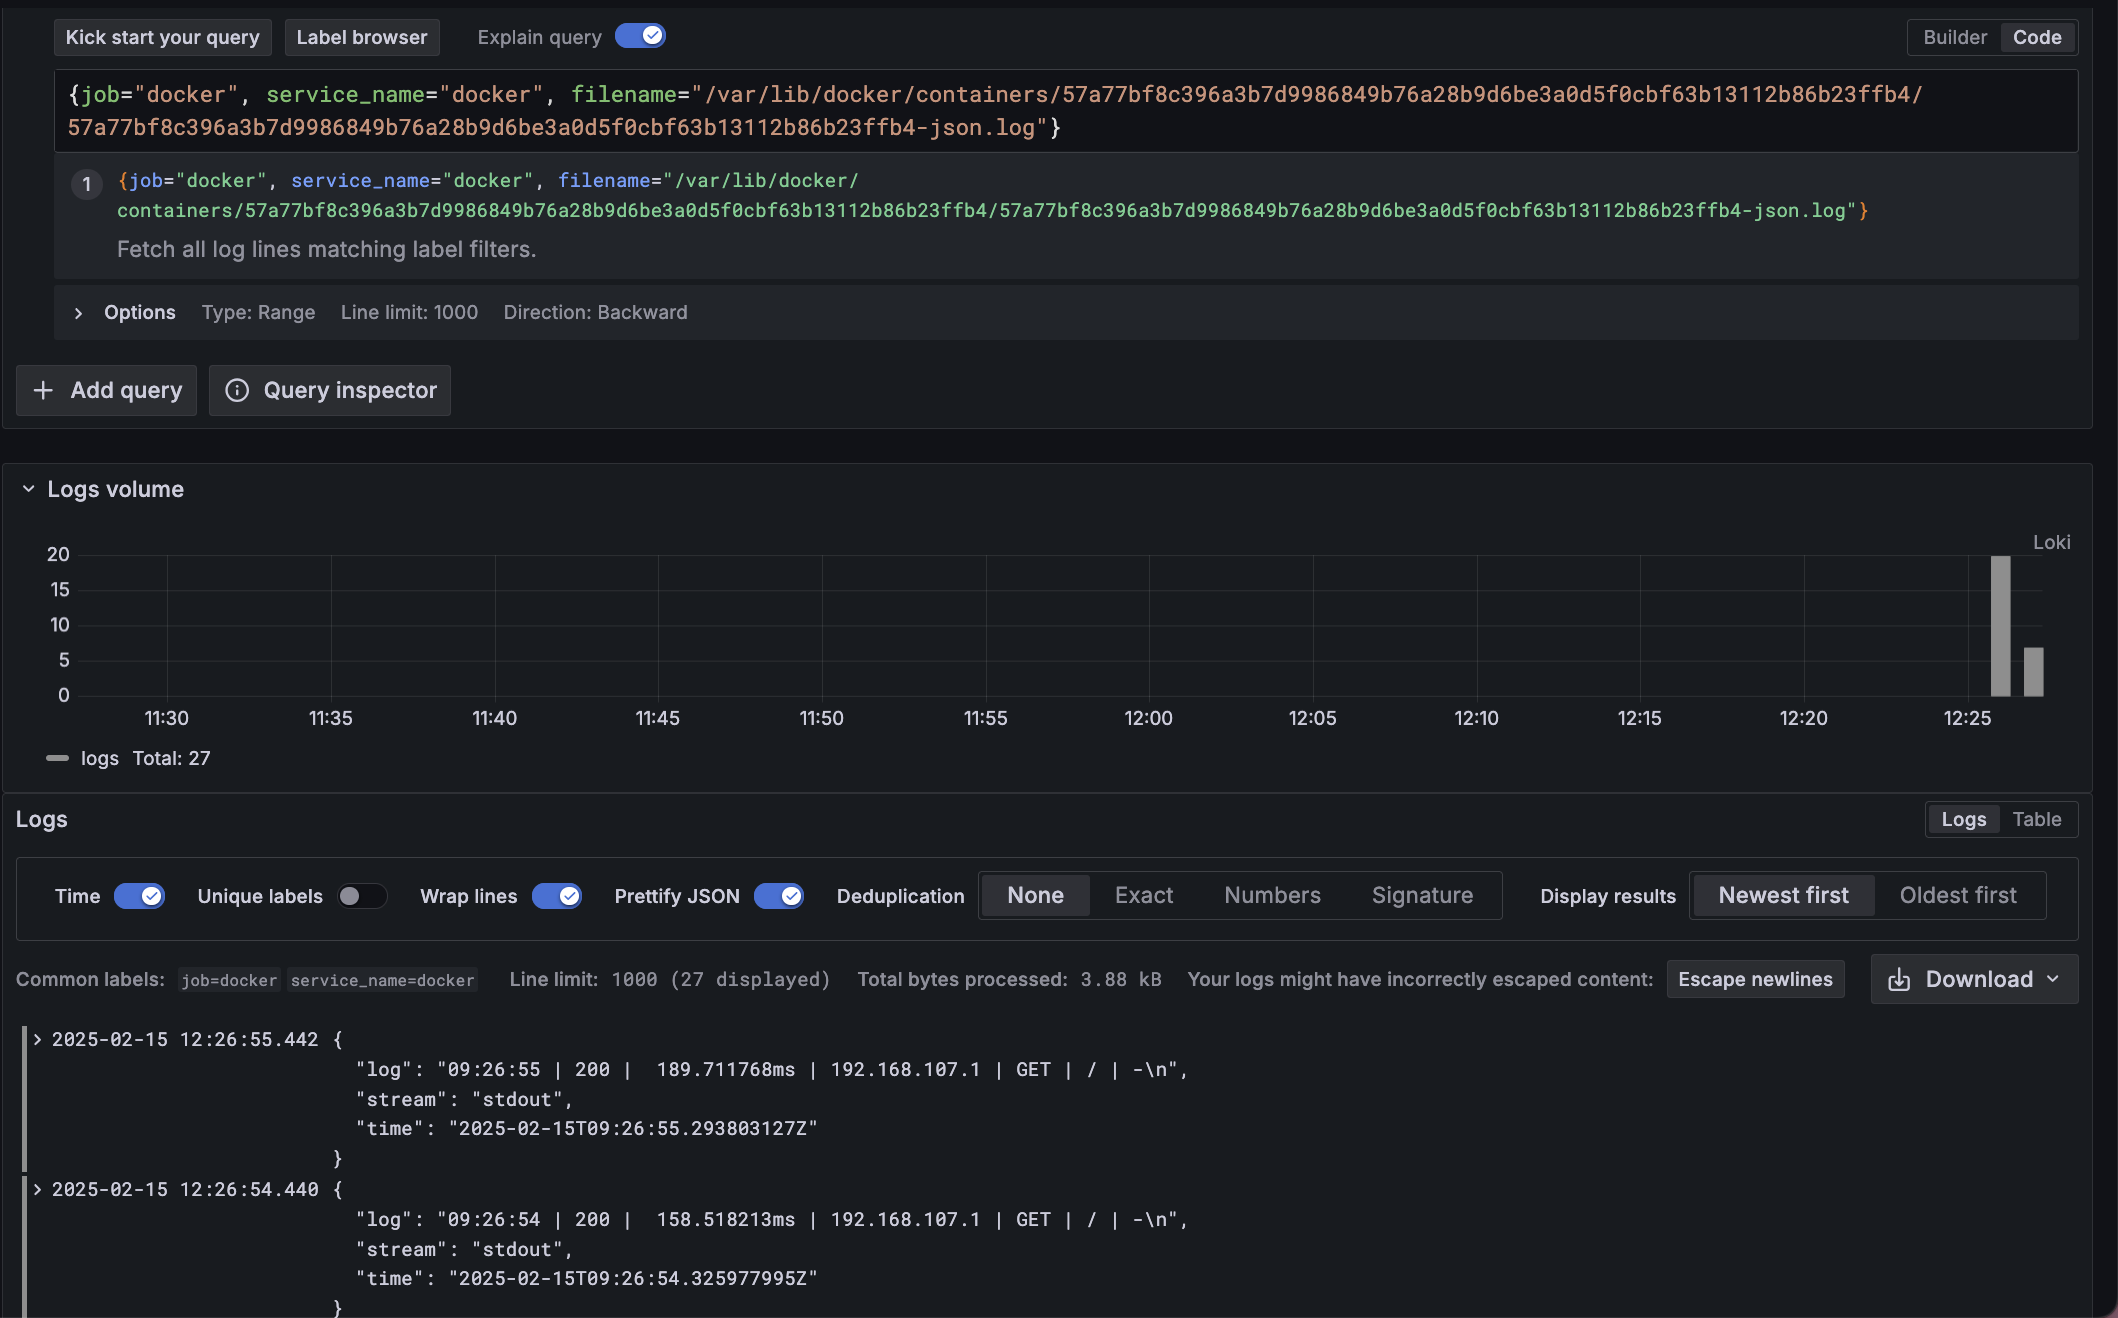 Kick start your query Label browser Explain query Builder Code
{job="docker", service_name="docker", filename="/var/lib/docker/containers/57a77bf8c396a3b7d9986849b76a28b9d6be3a0d5f0cbf63b13112b86b23ffb4/
57a77bf8c396a3b7d9986849b76a28b9d6be3a0d5f0cbf63b13112b86b23ffb4-json.log"}
1 {job="docker", service_name="docker", filename="/var/lib/docker/
containers/57a77bf8c396a3b7d9986849b76a28b9d6be3a0d5f0cbf63b13112b86b23ffb4/57a77bf8c396a3b7d9986849b76a28b9d6be3a0d5f0cbf63b13112b86b23ffb4-json.log"}
Fetch all log lines matching label filters.
Options Type: Range Line limit: 1000 Direction: Backward
Add query Query inspector
Logs volume
Loki
20
15
10
5
0
11:30 11:35 11:40 11:45 11:50 11:55 12:00 12:05 12:10 12:15 12:20 12:25
logs Total: 27
Logs Logs Table
Time Unique labels Wrap lines Prettify JSON Deduplication None Exact Numbers Signature Display results Newest first Oldest first
Common labels: job=docker service_name=docker Line limit: 1000 (27 displayed) Total bytes processed: 3.88 kB Your logs might have incorrectly escaped content: Escape newlines Download
2025-02-15 12:26:55.442 {
"log": "09:26:55 | 200 |  189.711768ms | 192.168.107.1 | GET | / | -\n",
"stream": "stdout",
"time": "2025-02-15T09:26:55.293803127Z"
}
2025-02-15 12:26:54.440 {
"log": "09:26:54 | 200 |  158.518213ms | 192.168.107.1 | GET | / | -\n",
"stream": "stdout",
"time": "2025-02-15T09:26:54.325977995Z"
}